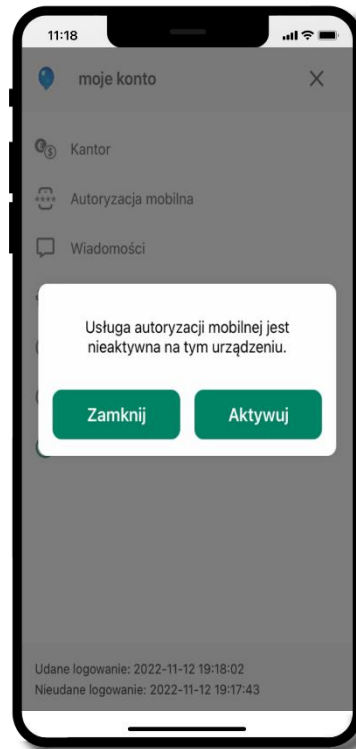 11:18
moje konto
Kantor
Autoryzacja mobilna
Wiadomości
Usługa autoryzacji mobilnej jest
nieaktywna na tym urządzeniu.
Zamknij Aktywuj
Udane logowanie: 2022-11-12 19:18:02
Nieudane logowanie: 2022-11-12 19:17:43